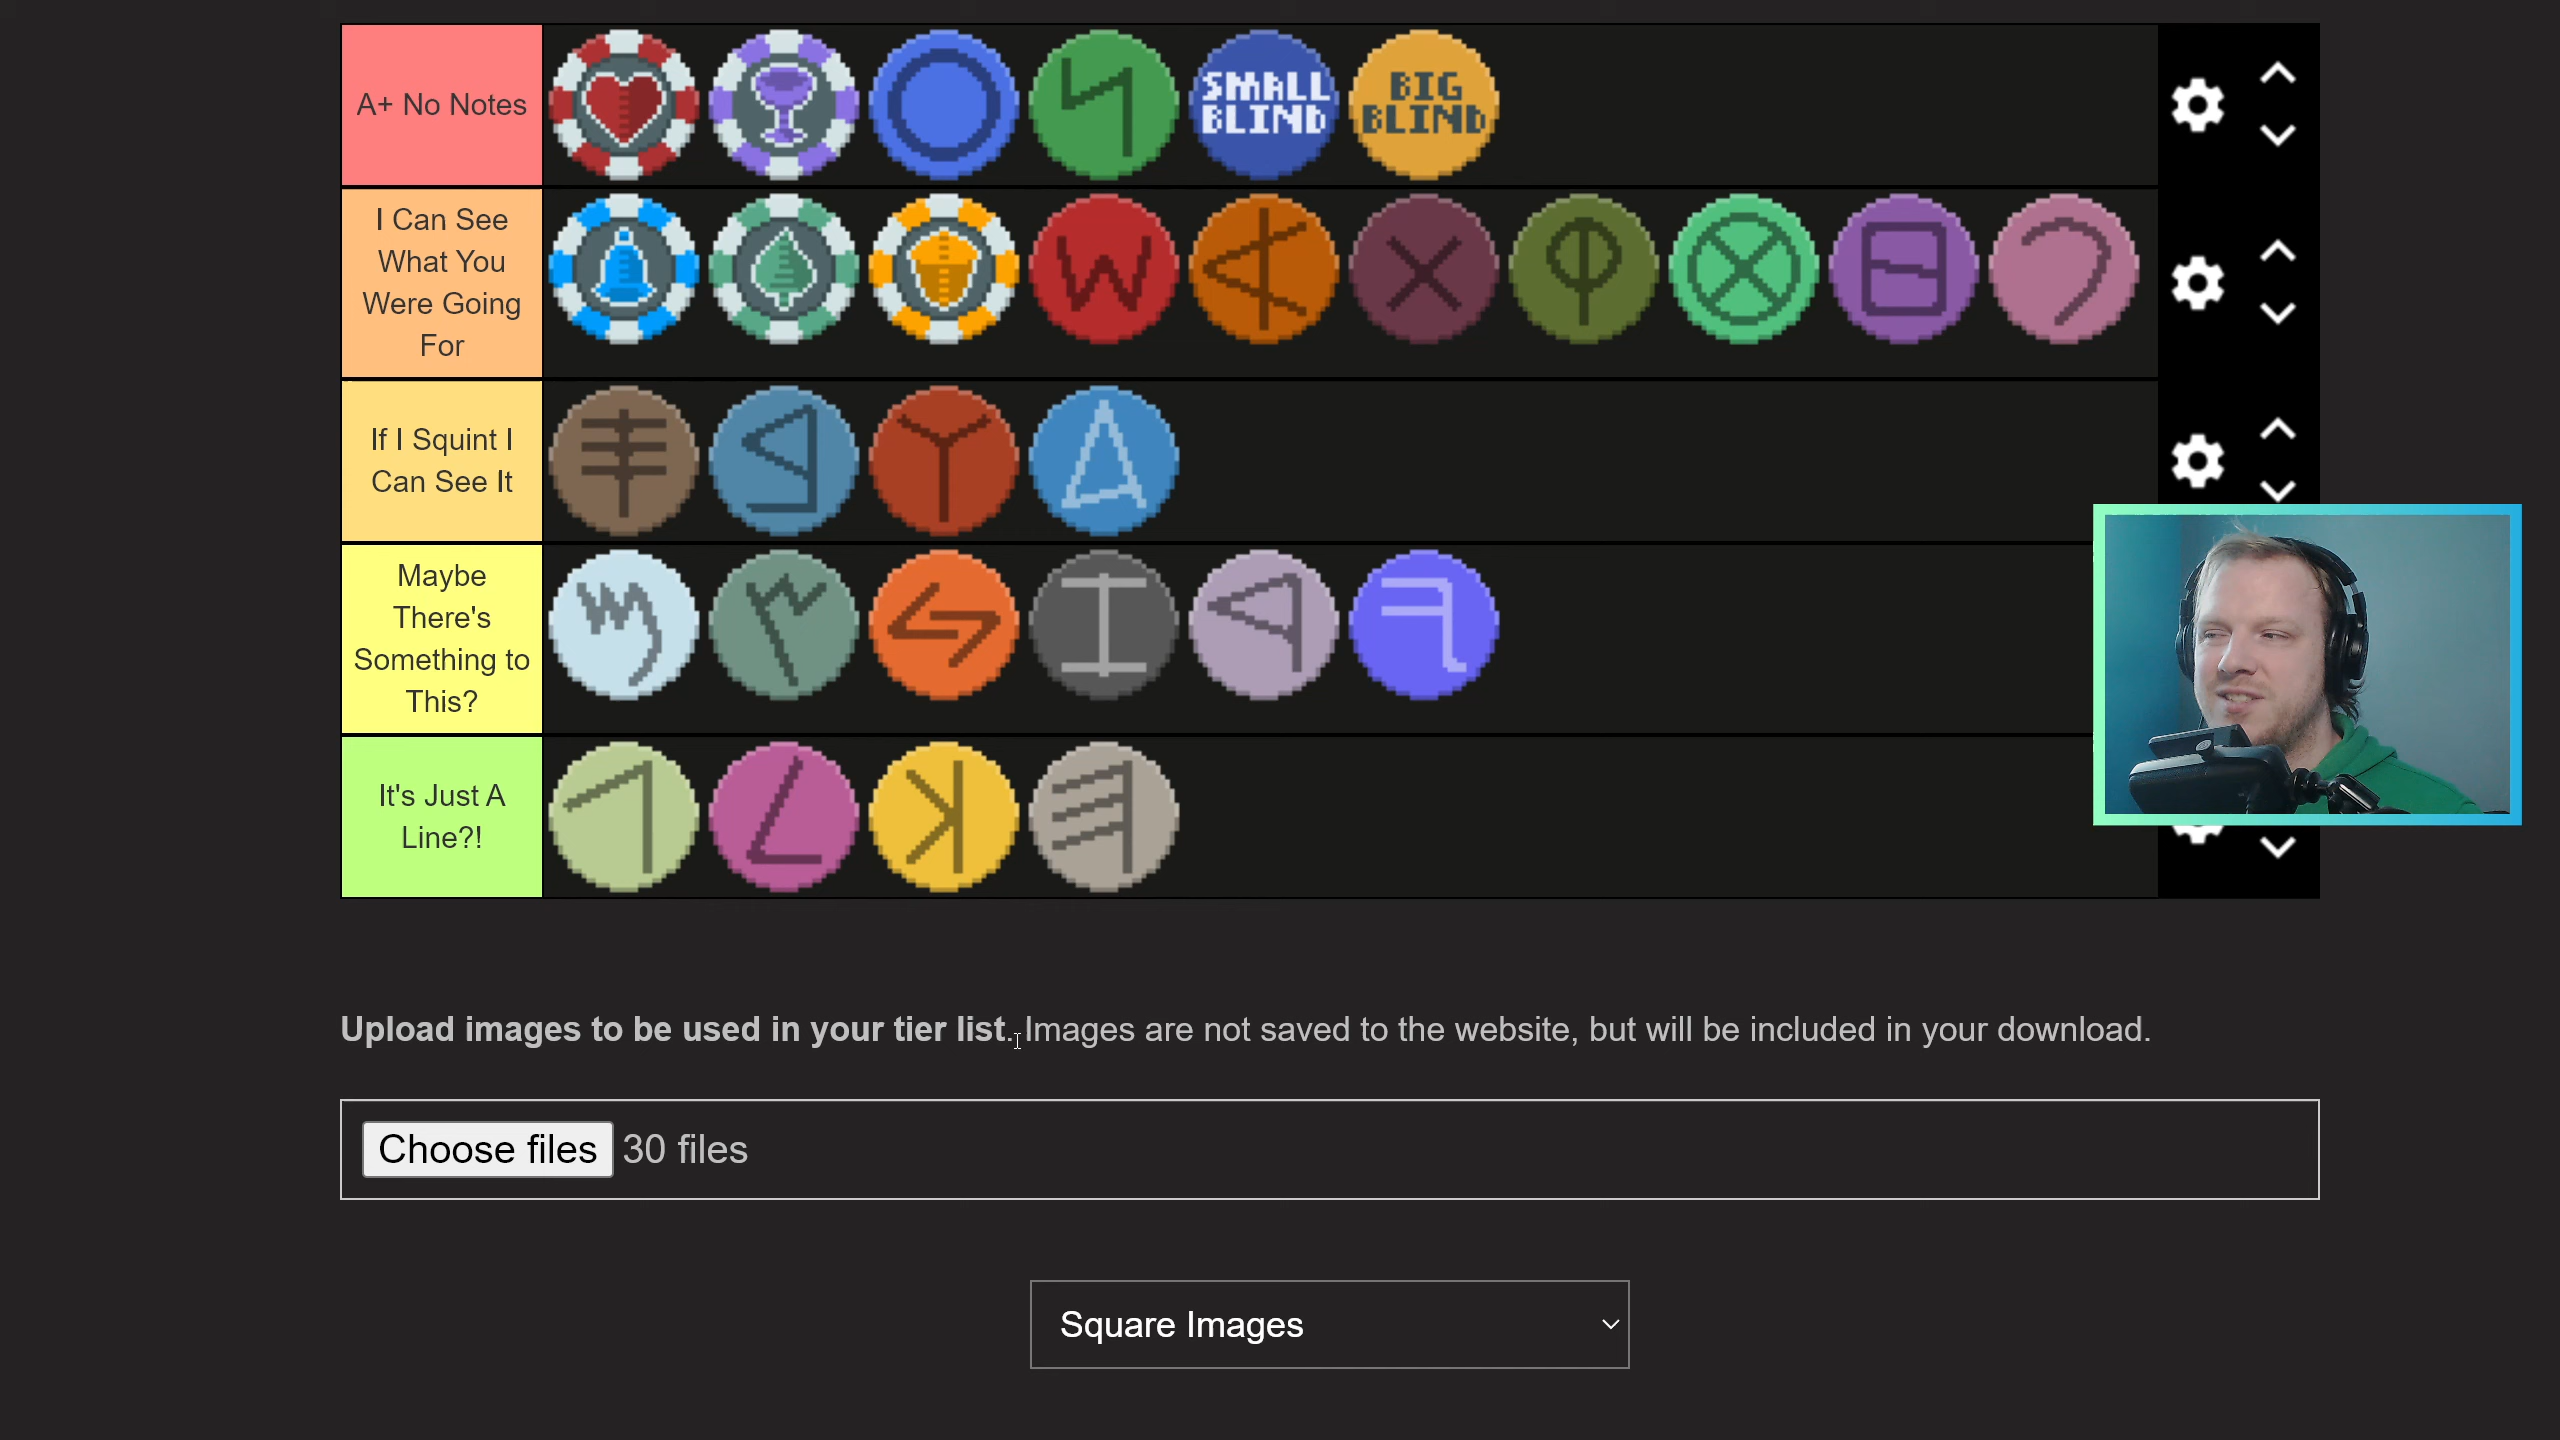 A+ No Notes
SMALL
BLIND
BIG
BLIND
I Can See
What You
Were Going
For
If I Squint I
Can See It
Maybe
There's
Something to
This?
It's Just A
Line?!
Upload images to be used in your tier list. Images are not saved to the website, but will be included in your download.
Choose files 30 files
Square Images